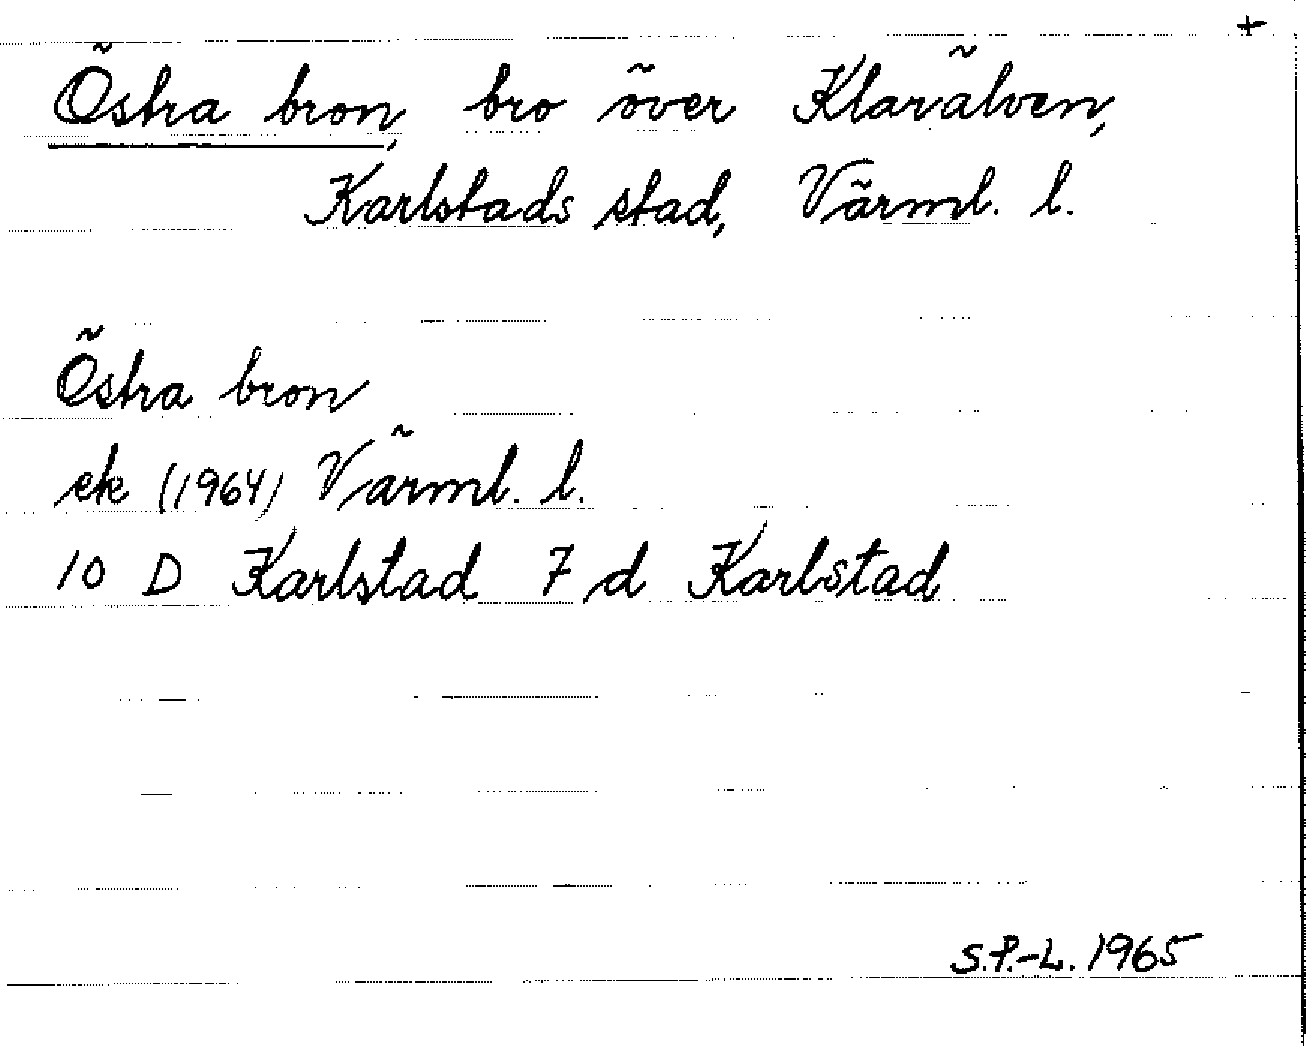 +
Östra bron, bro över Klarälven,
Karlstads stad, Värml. l.
Östra bron
ek (1964) Värml. l.
10 D Karlstad 7 d Karlstad
S.P.-L. 1965